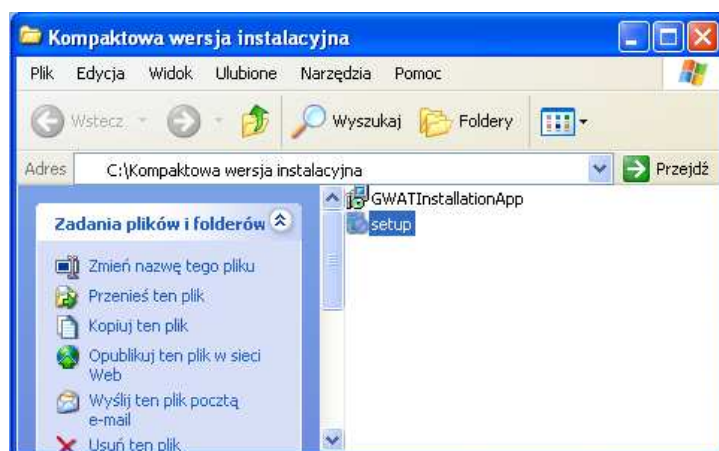 Kompaktowa wersja instalacyjna
Plik Edycja Widok Ulubione Narzędzia Pomoc
Wstecz Wyszukaj Foldery
Adres C:\Kompaktowa wersja instalacyjna Przejdź
Zadania plików i folderów
Zmień nazwę tego pliku
Przenieś ten plik
Kopiuj ten plik
Opublikuj ten plik w sieci
Web
Wyślij ten plik pocztą
e-mail
Usuń ten plik
GWATInstallationApp
setup